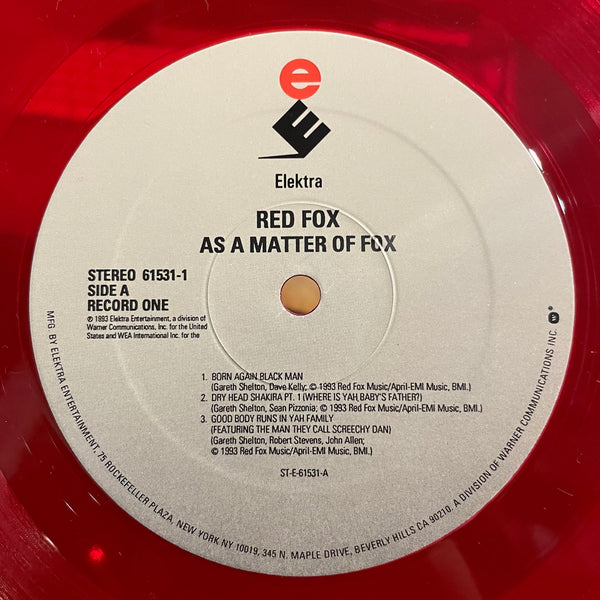 e
E
Elektra
RED FOX
AS A MATTER OF FOX
STEREO 61531-1
SIDE A
RECORD ONE
℗ 1993 Elektra Entertainment, a division of
Warner Communications, Inc. for the United
States and WEA International Inc. for the
1. BORN AGAIN BLACK MAN
(Gareth Shelton, Dave Kelly; © 1993 Red Fox Music/April-EMI Music, BMI.)
2. DRY HEAD SHAKIRA PT. 1 (WHERE IS YAH BABY'S FATHER?)
(Gareth Shelton, Sean Pizzonia; © 1993 Red Fox Music/April-EMI Music, BMI.)
3. GOOD BODY RUNS IN YAH FAMILY
(FEATURING THE MAN THEY CALL SCREECHY DAN)
(Gareth Shelton, Robert Stevens, John Allen;
© 1993 Red Fox Music/April-EMI Music, BMI.)
ST-E-61531-A
MFG. BY ELEKTRA ENTERTAINMENT, 75 ROCKEFELLER PLAZA, NEW YORK NY 10019, 345 N. MAPLE DRIVE, BEVERLY HILLS CA 90210. A DIVISION OF WARNER COMMUNICATIONS INC.